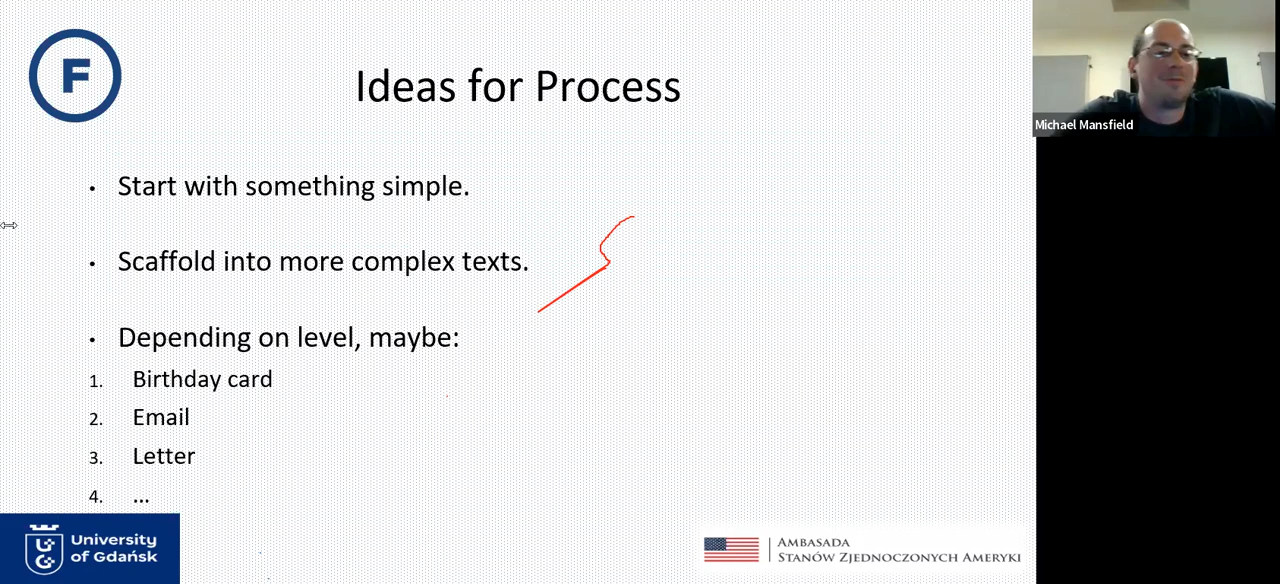 F
Ideas for Process
Michael Mansfield
• Start with something simple.
• Scaffold into more complex texts.
• Depending on level, maybe:
1. Birthday card
2. Email
3. Letter
4. ...
UG
University
of Gdańsk
AMBASADA
STANÓW ZJEDNOCZONYCH AMERYKI